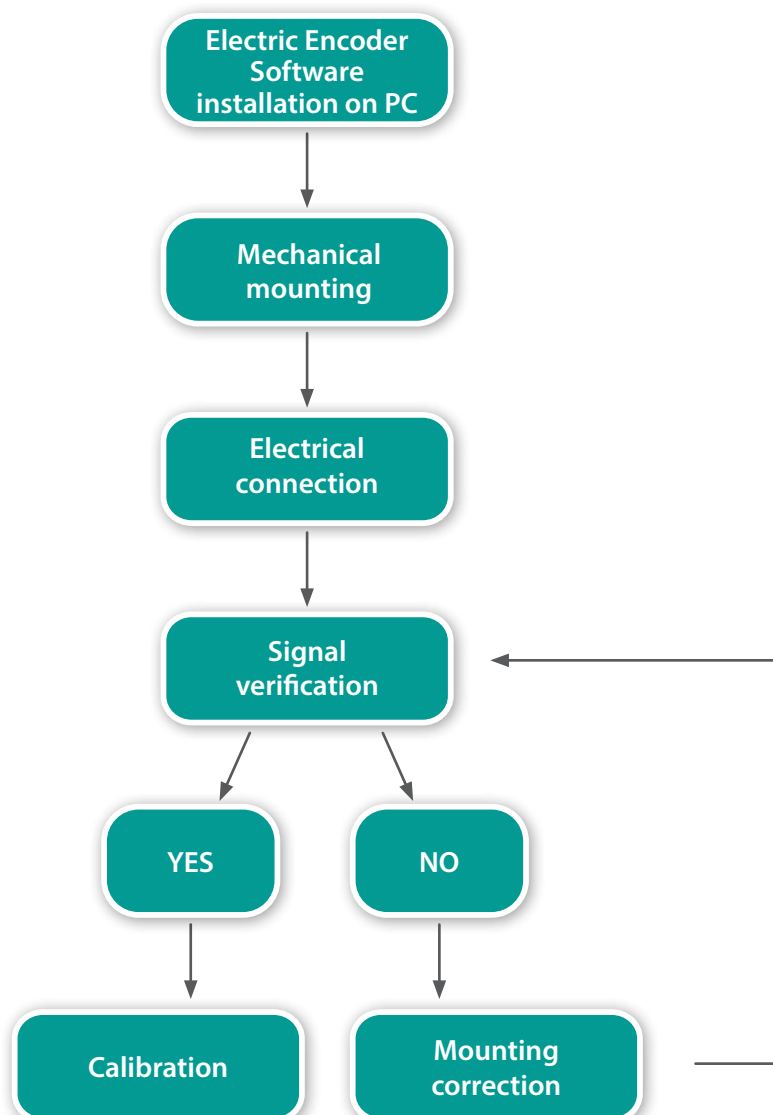 Electric Encoder
Software
installation on PC
Mechanical
mounting
Electrical
connection
Signal
verification
YES
NO
Calibration
Mounting
correction